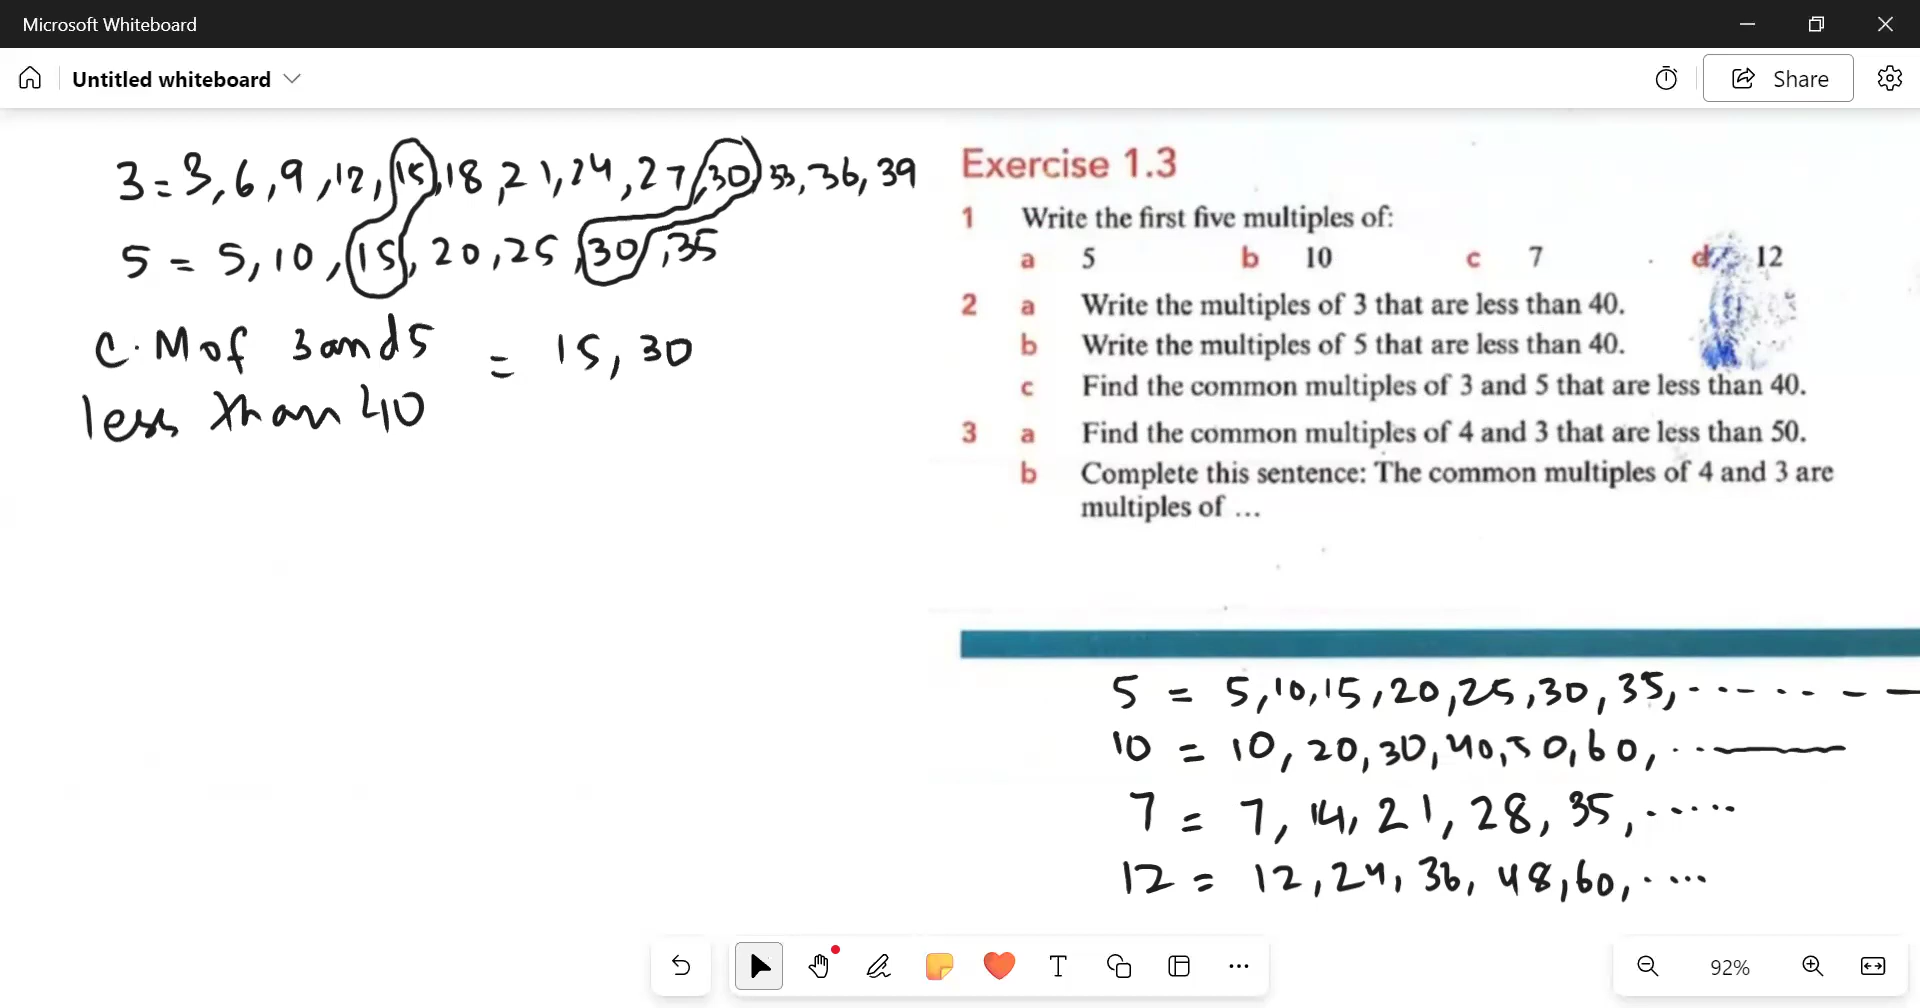 Microsoft Whiteboard
Untitled whiteboard
Share
3 = 3, 6, 9, 12, 15, 18, 21, 24, 27, 30, 33, 36, 39
5 = 5, 10, 15, 20, 25, 30, 35
C.M of 3 and 5 = 15, 30
less than 40
Exercise 1.3
1 Write the first five multiples of:
a 5 b 10 c 7 d 12
2 a Write the multiples of 3 that are less than 40.
b Write the multiples of 5 that are less than 40.
c Find the common multiples of 3 and 5 that are less than 40.
3 a Find the common multiples of 4 and 3 that are less than 50.
b Complete this sentence: The common multiples of 4 and 3 are
multiples of ...
5 = 5, 10, 15, 20, 25, 30, 35, ........
10 = 10, 20, 30, 40, 50, 60, ..
7 = 7, 14, 21, 28, 35, ......
12 = 12, 24, 36, 48, 60, .....
T
92%